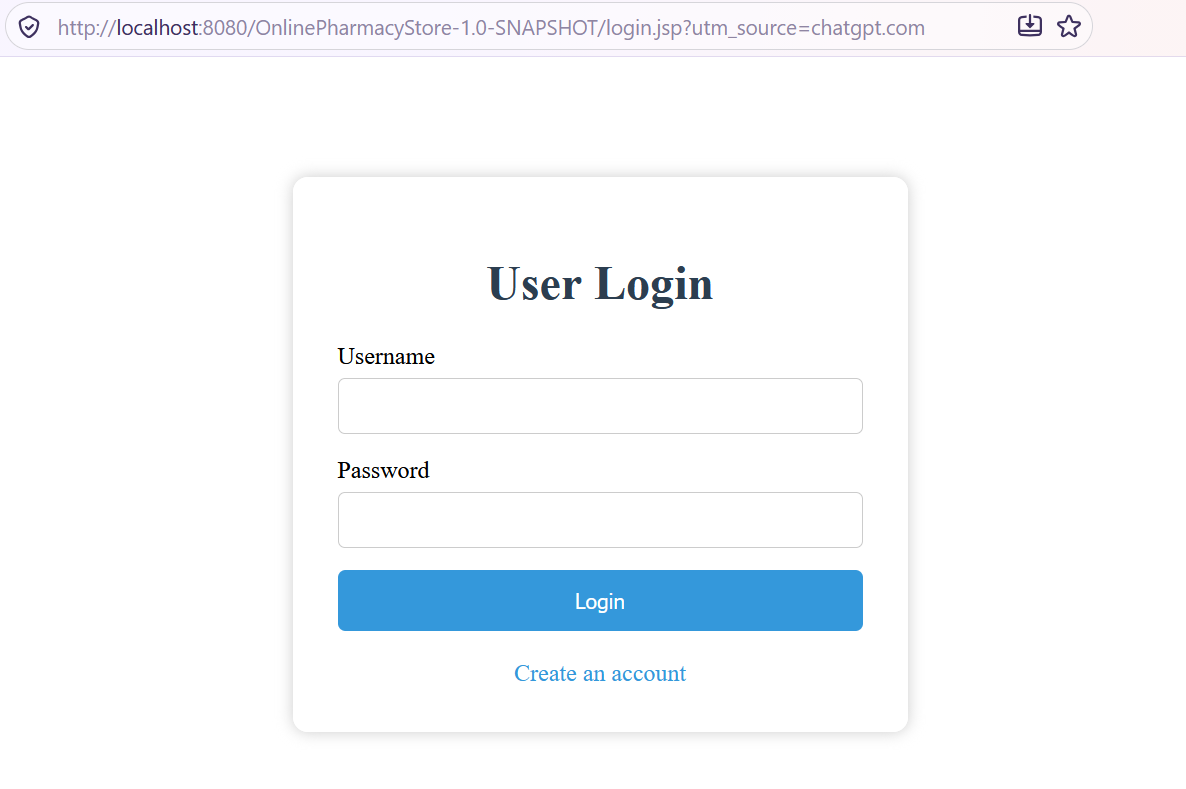 http://localhost:8080/OnlinePharmacyStore-1.0-SNAPSHOT/login.jsp?utm_source=chatgpt.com
User Login
Username
Password
Login
Create an account